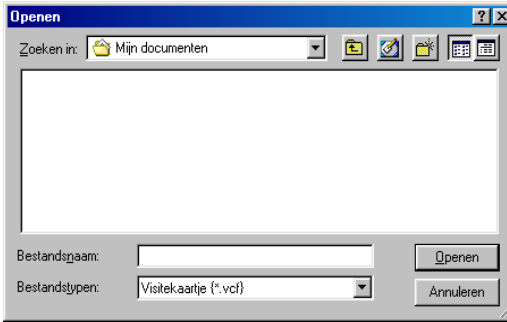 Openen
Zoeken in: Mijn documenten
Bestandsnaam:
Openen
Bestandstypen: Visitekaartje (*.vcf)
Annuleren